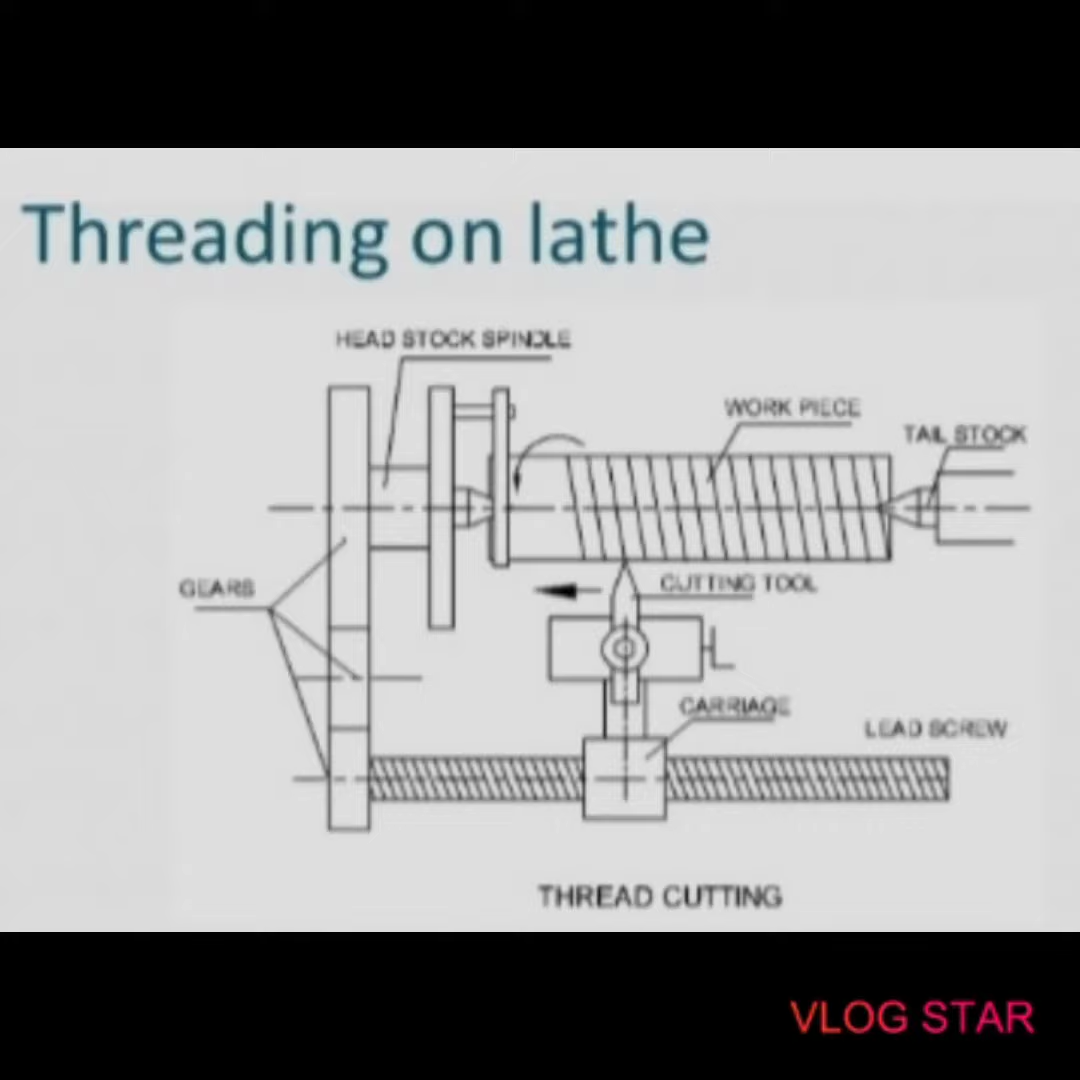 Threading on lathe
HEAD STOCK SPINDLE
WORK PIECE
TAIL STOCK
GEARS
CUTTING TOOL
CARRIAGE
LEAD SCREW
THREAD CUTTING
VLOG STAR